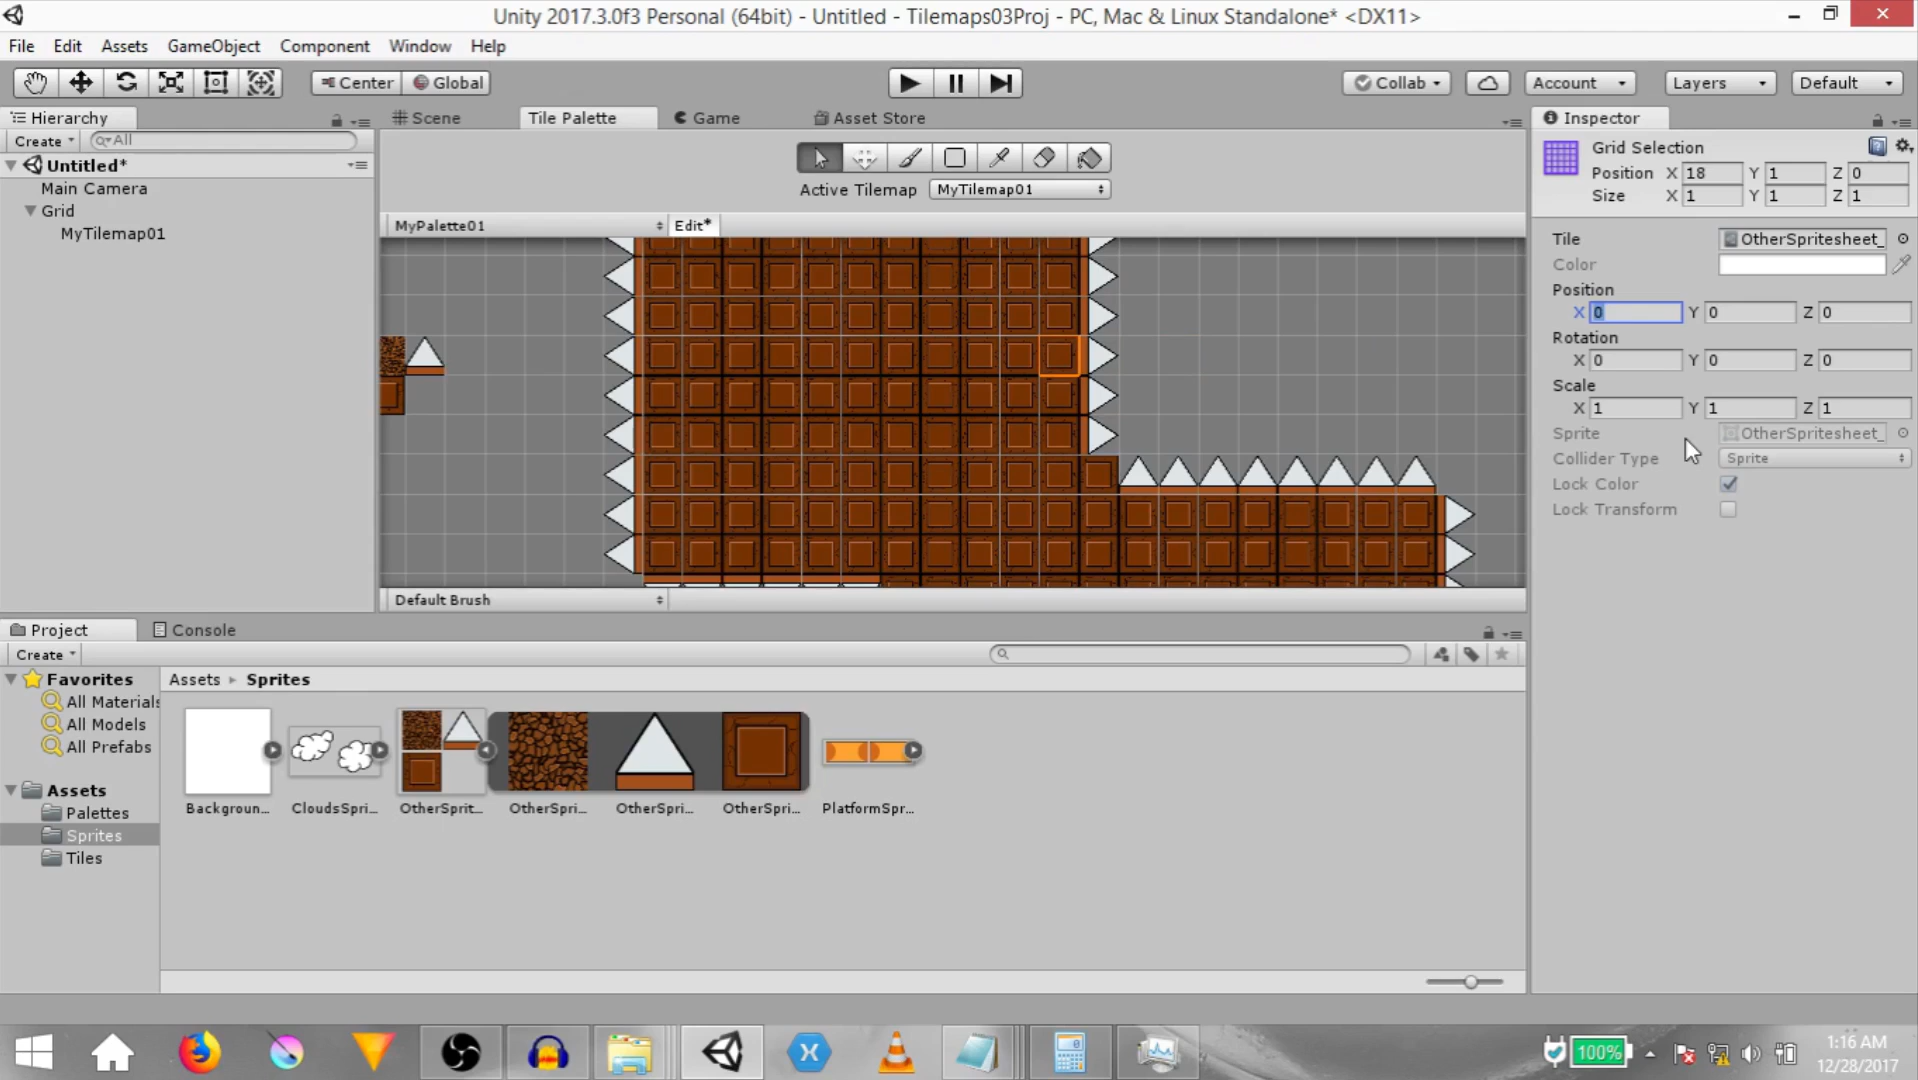 Unity 2017.3.0f3 Personal (64bit) - Untitled - Tilemaps03Proj - PC, Mac & Linux Standalone* <DX11>
File Edit Assets GameObject Component Window Help
Center Global Collab Account Layers Default
Hierarchy
Create All
Untitled*
Main Camera
Grid
MyTilemap01
Scene Tile Palette Game Asset Store
Active Tilemap MyTilemap01
MyPalette01 Edit*
Default Brush
Inspector
Grid Selection
Position X 18 Y 1 Z 0
Size X 1 Y 1 Z 1
Tile OtherSpritesheet_
Color
Position
X 0 Y 0 Z 0
Rotation
X 0 Y 0 Z 0
Scale
X 1 Y 1 Z 1
Sprite OtherSpritesheet_
Collider Type Sprite
Lock Color
Lock Transform
Project Console
Create
Favorites
All Materials
All Models
All Prefabs
Assets
Palettes
Sprites
Tiles
Assets Sprites
Backgroun... CloudsSpri... OtherSprit... OtherSpri... OtherSpri... OtherSpri... PlatformSpr...
100% 1:16 AM
12/28/2017